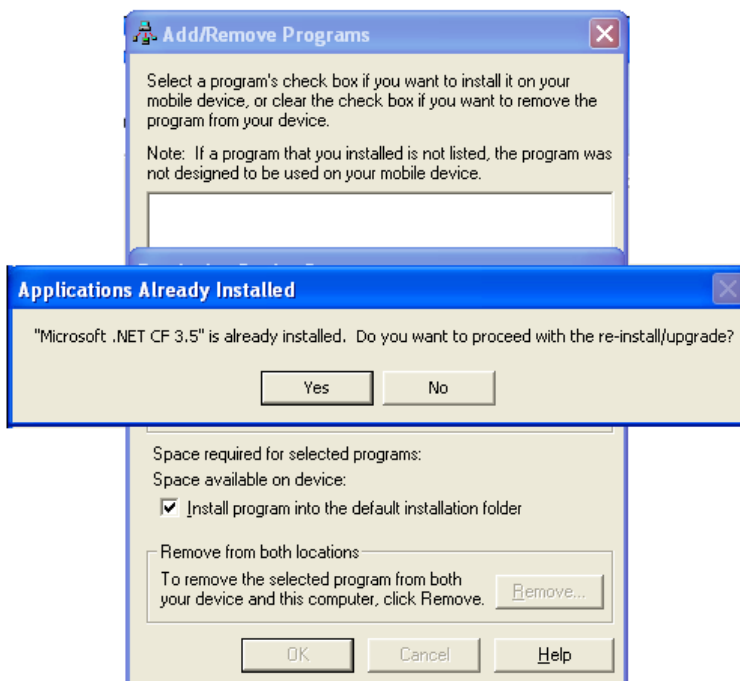 Add/Remove Programs
Select a program's check box if you want to install it on your
mobile device, or clear the check box if you want to remove the
program from your device.
Note: If a program that you installed is not listed, the program was
not designed to be used on your mobile device.
Applications Already Installed
"Microsoft .NET CF 3.5" is already installed. Do you want to proceed with the re-install/upgrade?
Yes No
Space required for selected programs:
Space available on device:
Install program into the default installation folder
Remove from both locations
To remove the selected program from both
your device and this computer, click Remove.
Remove...
OK Cancel Help